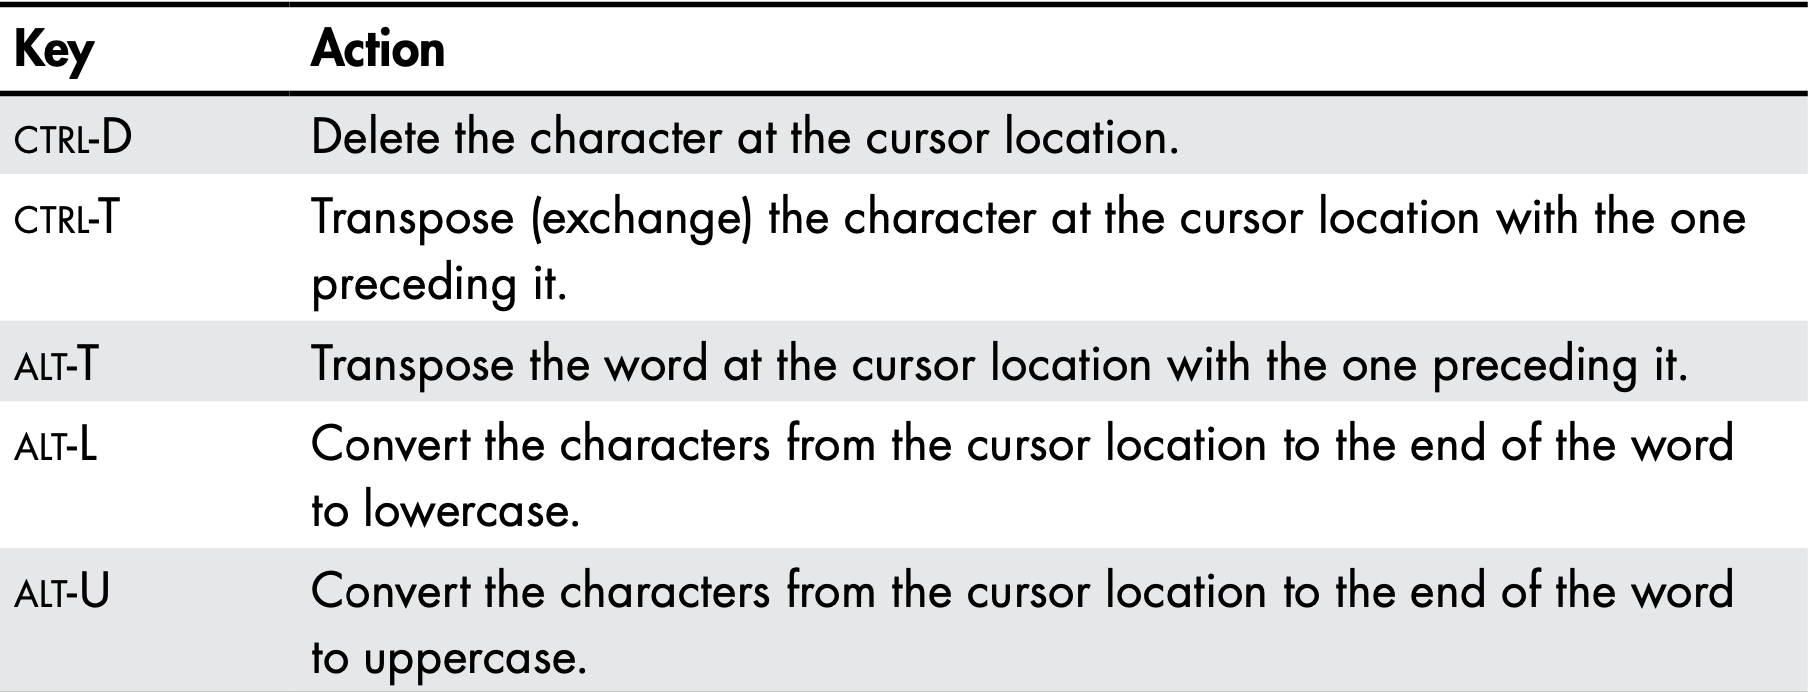 Key Action
CTRL-D Delete the character at the cursor location.
CTRL-T Transpose (exchange) the character at the cursor location with the one
preceding it.
ALT-T Transpose the word at the cursor location with the one preceding it.
ALT-L Convert the characters from the cursor location to the end of the word
to lowercase.
ALT-U Convert the characters from the cursor location to the end of the word
to uppercase.